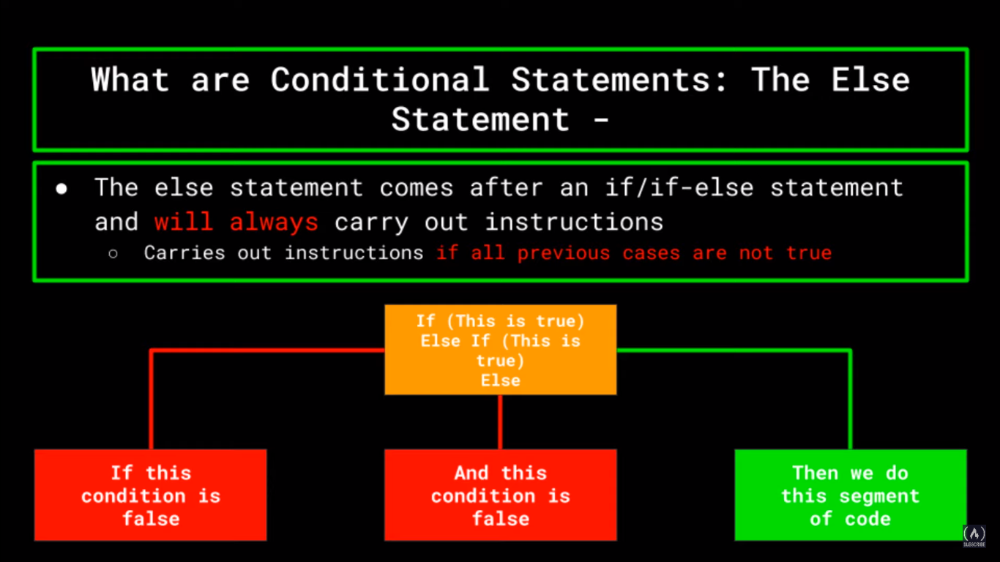 What are Conditional Statements: The Else
Statement -
● The else statement comes after an if/if-else statement
and will always carry out instructions
○ Carries out instructions if all previous cases are not true
If (This is true)
Else If (This is
true)
Else
If this
condition is
false
And this
condition is
false
Then we do
this segment
of code
SUBSCRIBE